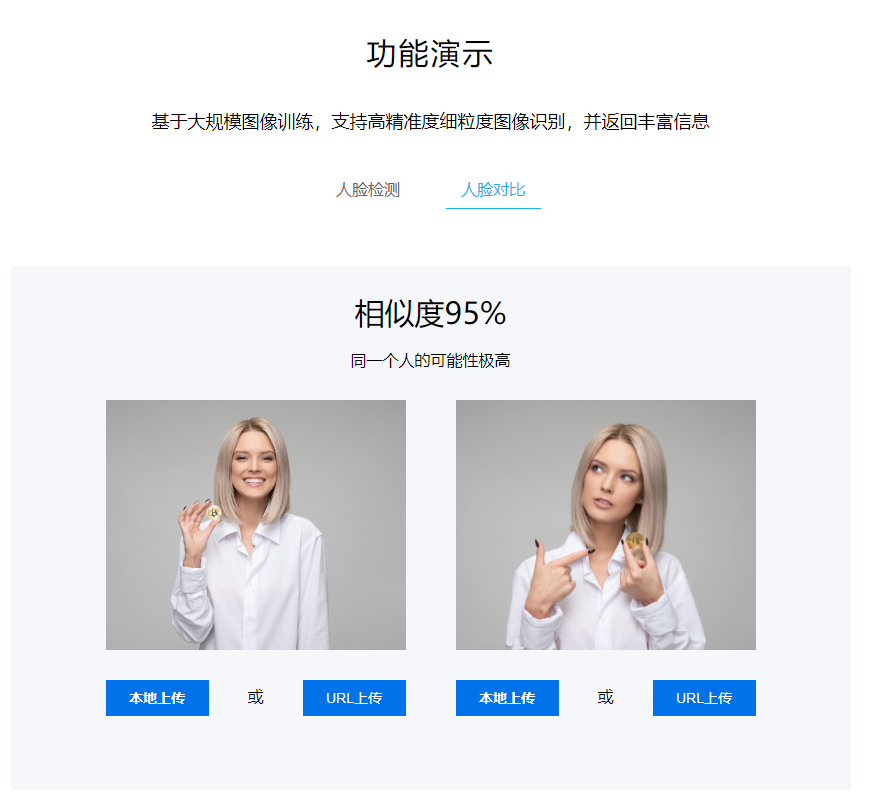 功能演示
基于大规模图像训练，支持高精准度细粒度图像识别，并返回丰富信息
人脸检测 人脸对比
相似度95%
同一个人的可能性极高
本地上传 或 URL上传 本地上传 或 URL上传